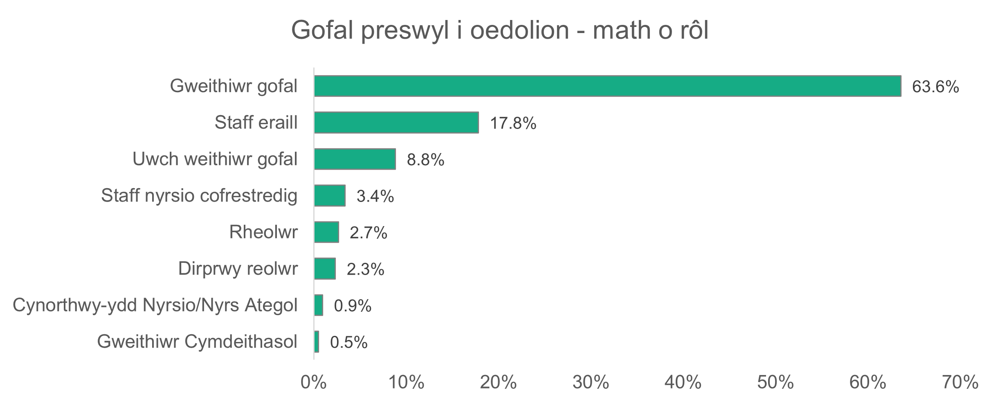 Gofal preswyl i oedolion - math o rôl
Gweithiwr gofal 63.6%
Staff eraill 17.8%
Uwch weithiwr gofal 8.8%
Staff nyrsio cofrestredig 3.4%
Rheolwr 2.7%
Dirprwy reolwr 2.3%
Cynorthwy-ydd Nyrsio/Nyrs Ategol 0.9%
Gweithiwr Cymdeithasol 0.5%
0% 10% 20% 30% 40% 50% 60% 70%